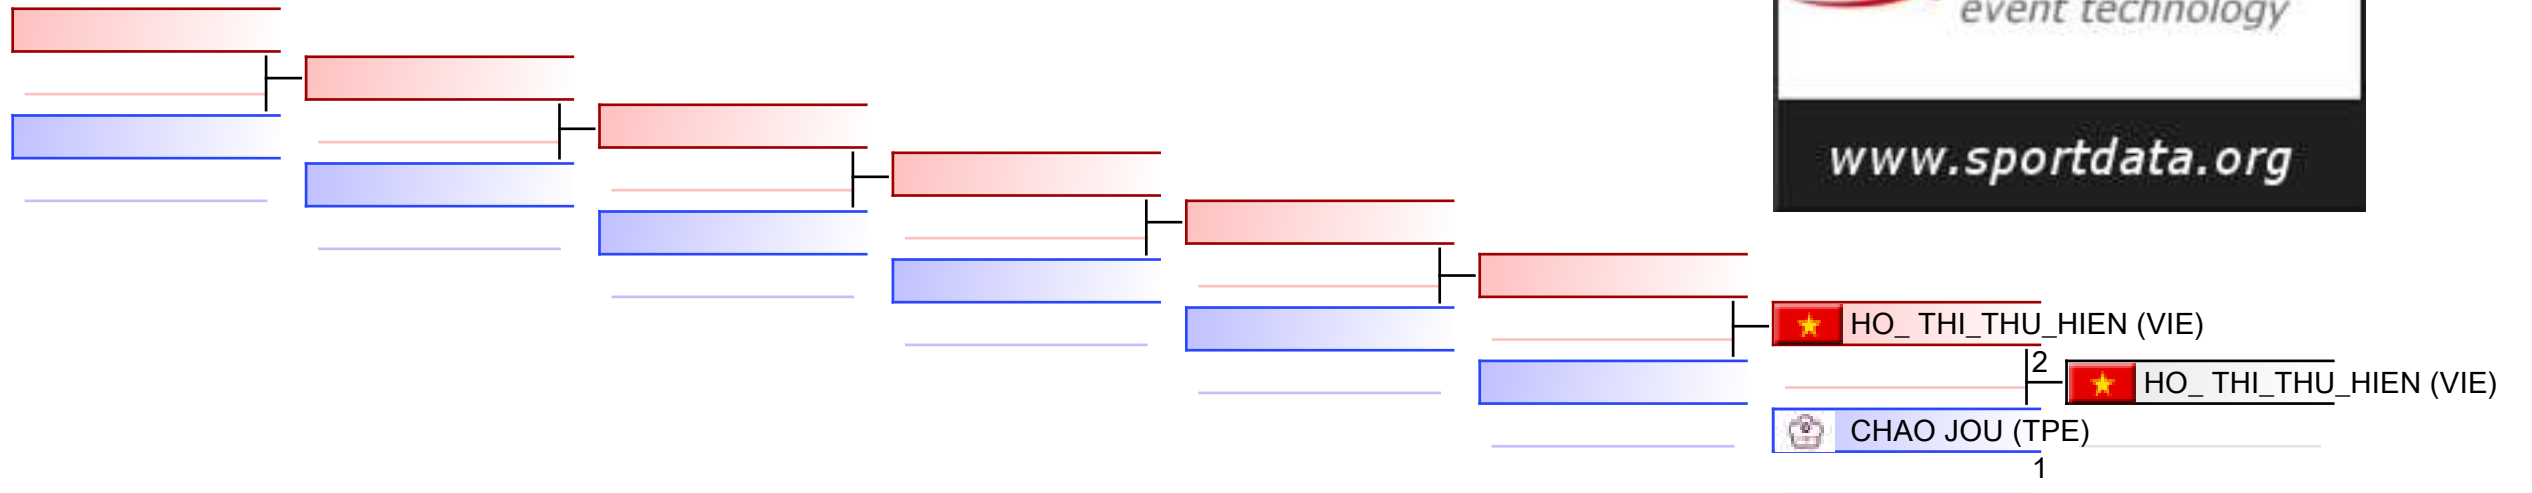 event technology
www.sportdata.org
HO_ THI_THU_HIEN (VIE)
2
HO_ THI_THU_HIEN (VIE)
CHAO JOU (TPE)
1